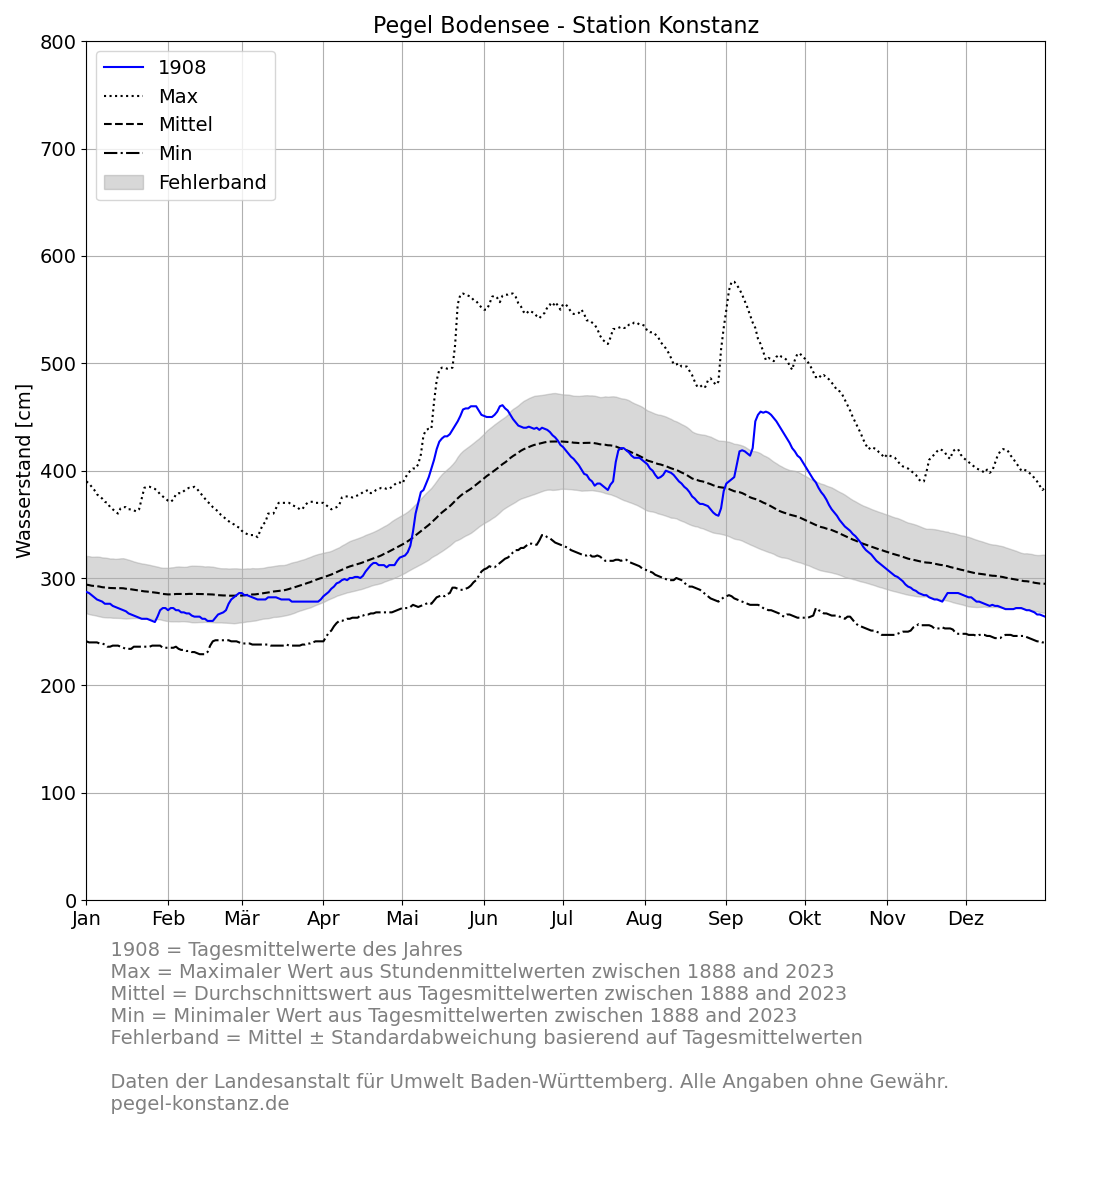 Pegel Bodensee - Station Konstanz
800
700
600
500
400
300
200
100
0
Wasserstand [cm]
1908
Max
Mittel
Min
Fehlerband
Jan Feb Mär Apr Mai Jun Jul Aug Sep Okt Nov Dez
1908 = Tagesmittelwerte des Jahres
Max = Maximaler Wert aus Stundenmittelwerten zwischen 1888 and 2023
Mittel = Durchschnittswert aus Tagesmittelwerten zwischen 1888 and 2023
Min = Minimaler Wert aus Tagesmittelwerten zwischen 1888 and 2023
Fehlerband = Mittel ± Standardabweichung basierend auf Tagesmittelwerten
Daten der Landesanstalt für Umwelt Baden-Württemberg. Alle Angaben ohne Gewähr.
pegel-konstanz.de